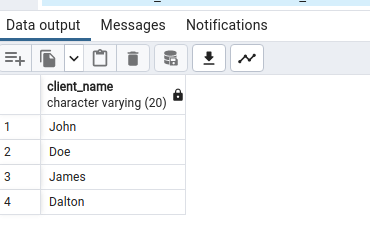 Data output Messages Notifications
client_name
character varying (20)
1 John
2 Doe
3 James
4 Dalton